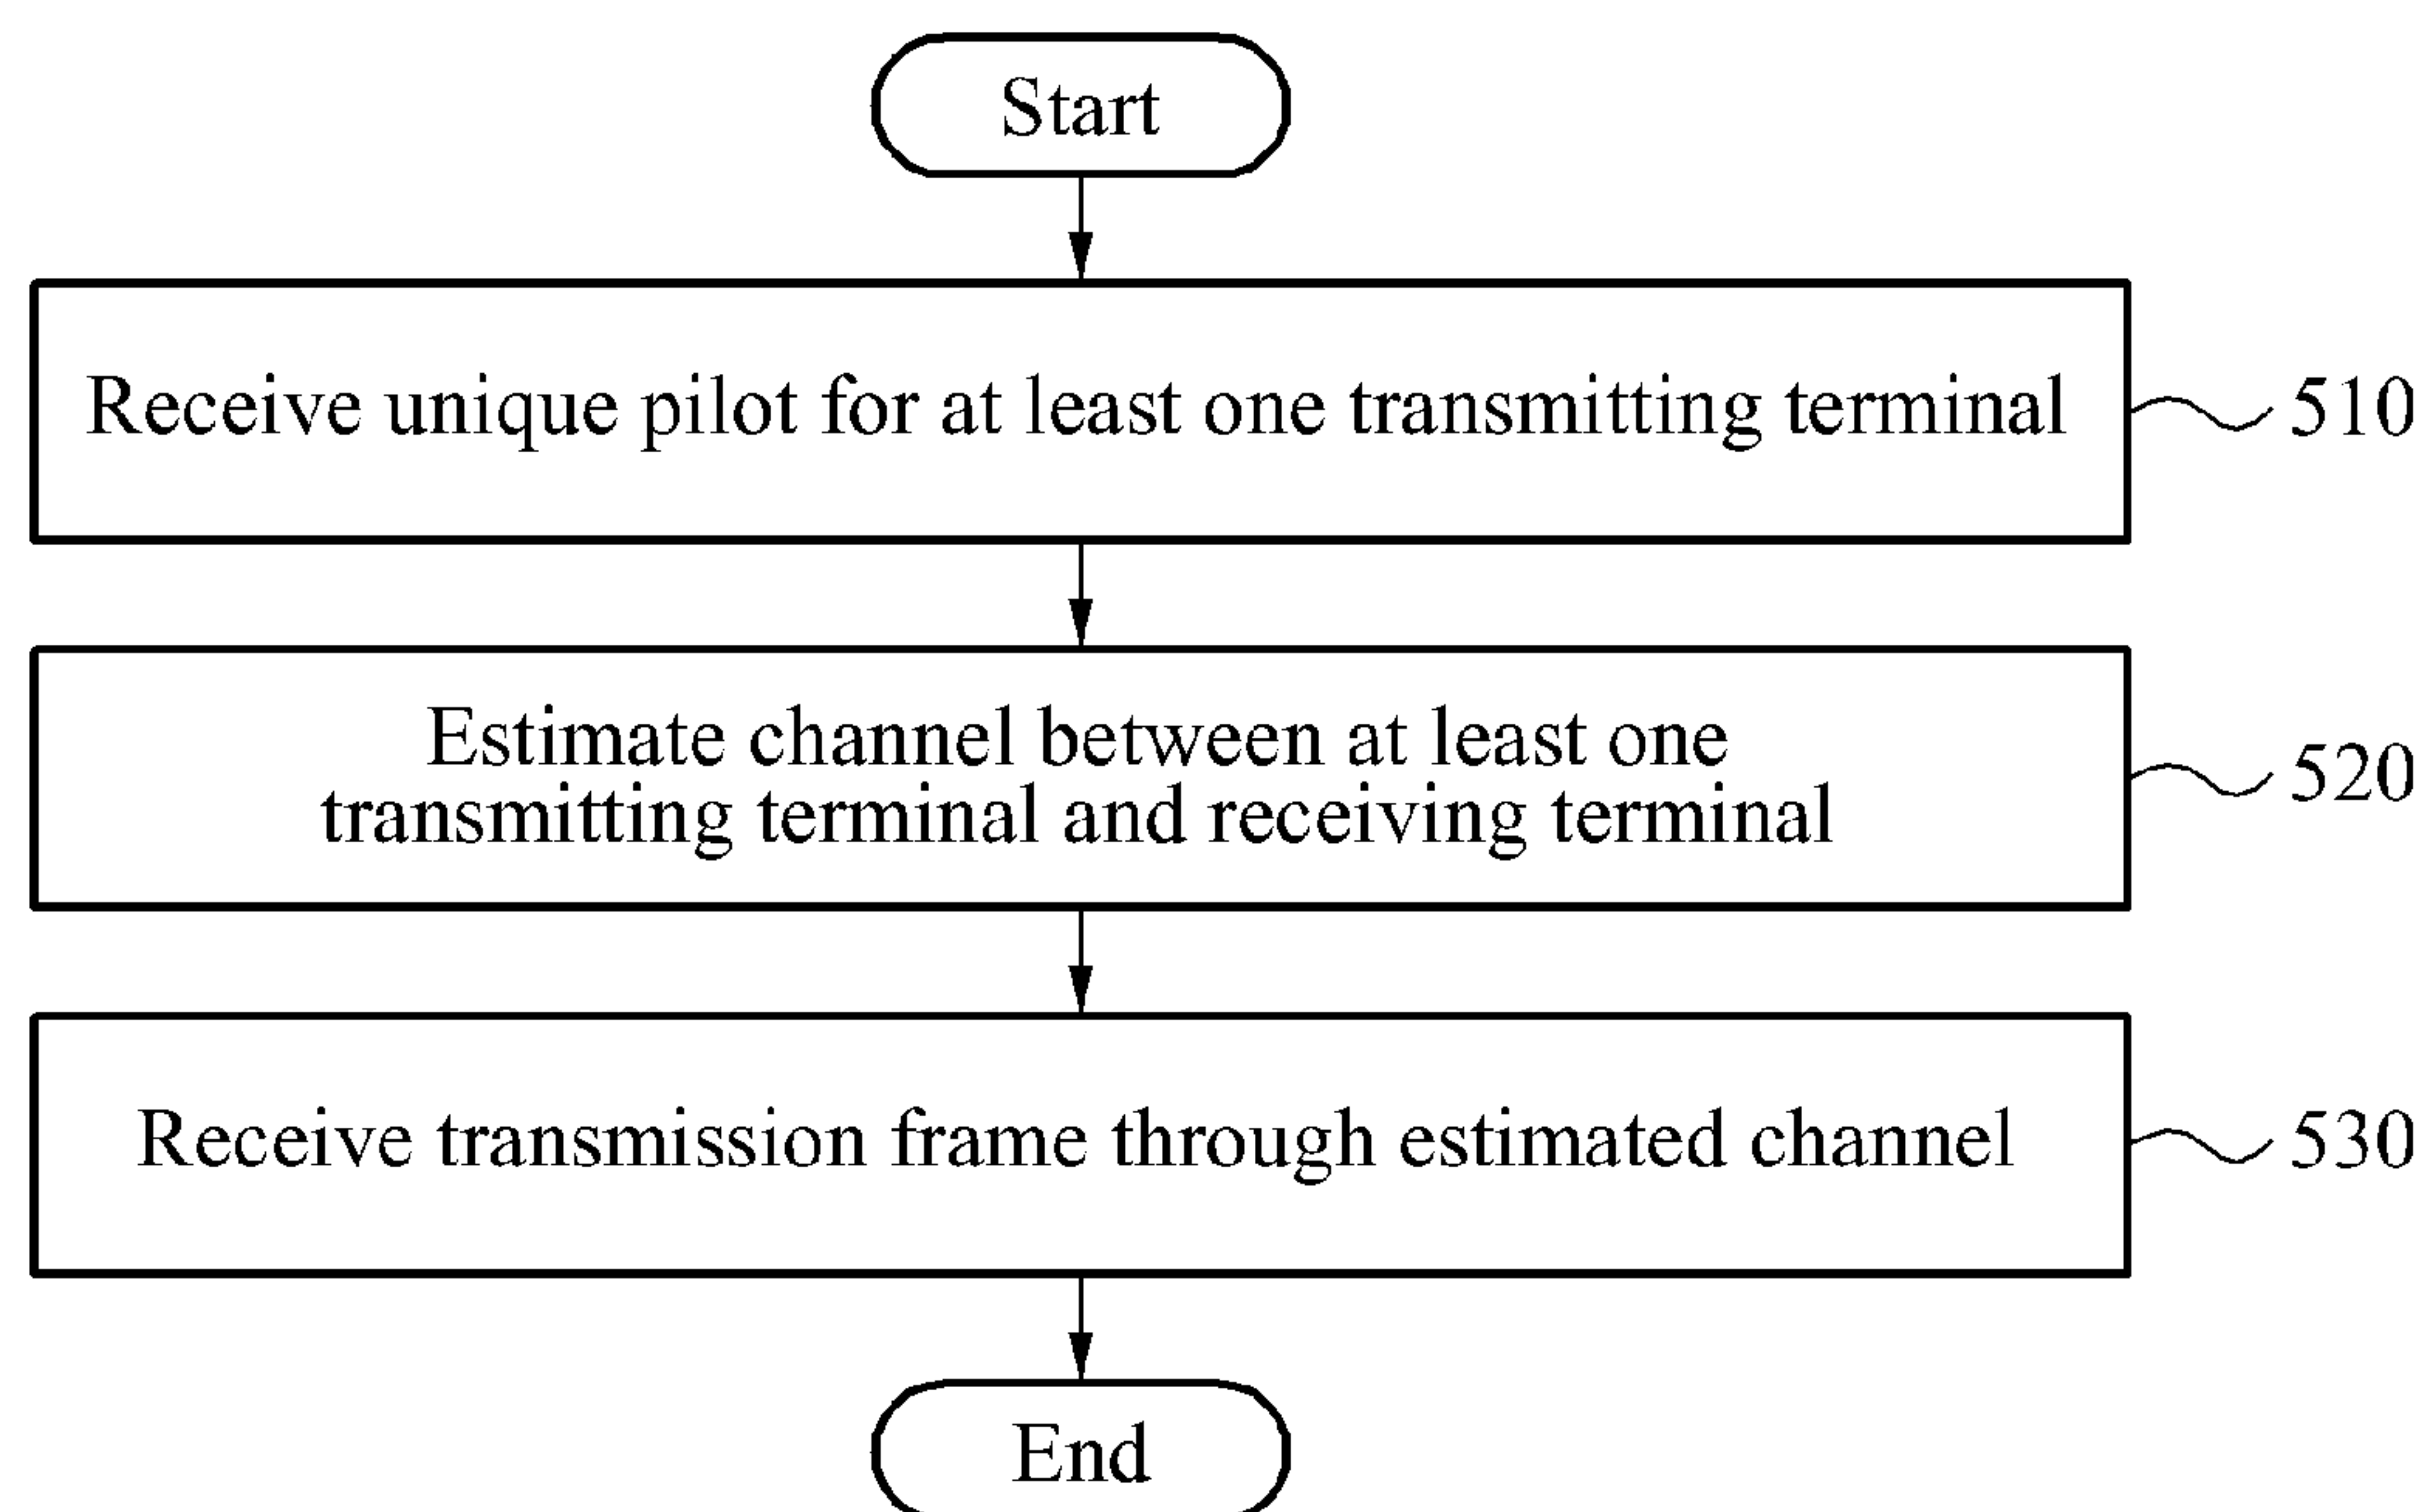 Start
Receive unique pilot for at least one transmitting terminal
510
Estimate channel between at least one
transmitting terminal and receiving terminal
520
Receive transmission frame through estimated channel
530
End